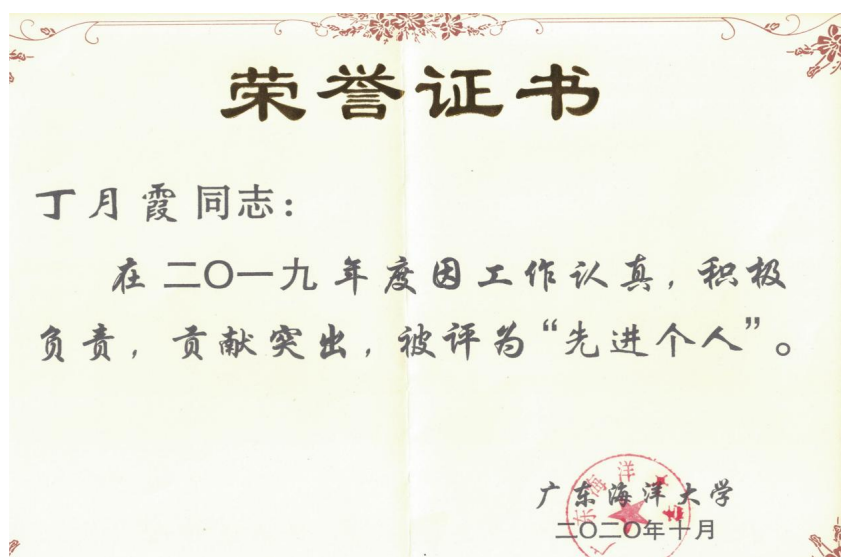 荣誉证书
丁月霞同志：
在二〇一九年度因工作认真，积极
负责，贡献突出，被评为“先进个人”。
广东海洋大学
二〇二〇年十月